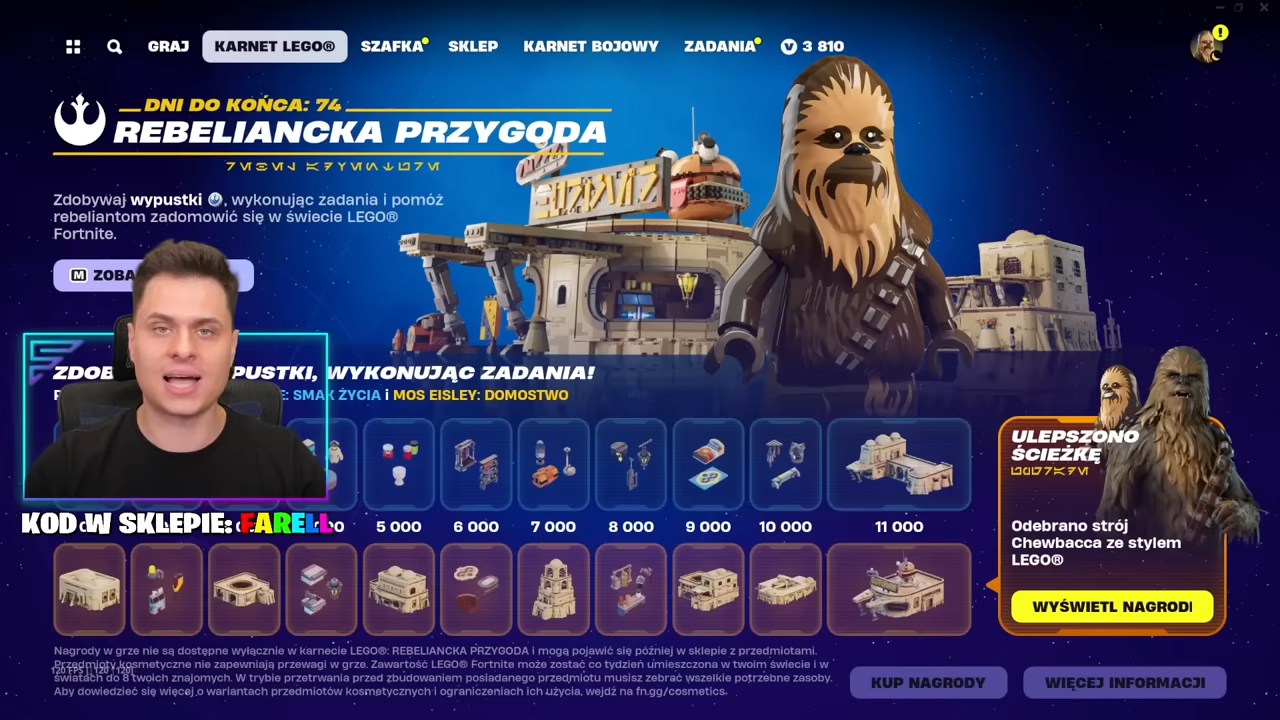 GRAJ
KARNET LEGO®
SZAFKA
SKLEP
KARNET BOJOWY
ZADANIA
3 810
DNI DO KOŃCA: 74
REBELIANCKA PRZYGODA
Zdobywaj wypustki , wykonując zadania i pomóż
rebeliantom zadomowić się w świecie LEGO®
Fortnite.
M ZOBA
ZDOB PUSTKI, WYKONUJĄC ZADANIA!
E: SMAK ŻYCIA i MOS EISLEY: DOMOSTWO
5 000
6 000
7 000
8 000
9 000
10 000
11 000
KOD W SKLEPIE: FARELL
ULEPSZONO
ŚCIEŻKĘ
Odebrano strój
Chewbacca ze stylem
LEGO®
WYŚWIETL NAGRODI
Nagrody w grze nie są dostępne wyłącznie w karnecie LEGO®: REBELIANCKA PRZYGODA i mogą pojawić się później w sklepie z przedmiotami.
Przedmioty kosmetyczne nie zapewniają przewagi w grze. Zawartość LEGO® Fortnite może zostać co tydzień umieszczona w twoim świecie i w
światach do 8 twoich znajomych. W trybie przetrwania przed zbudowaniem posiadanego przedmiotu musisz zebrać wszelkie potrzebne zasoby.
Aby dowiedzieć się więcej o wariantach przedmiotów kosmetycznych i ograniczeniach ich użycia, wejdź na fn.gg/cosmetics.
KUP NAGRODY
WIĘCEJ INFORMACJI